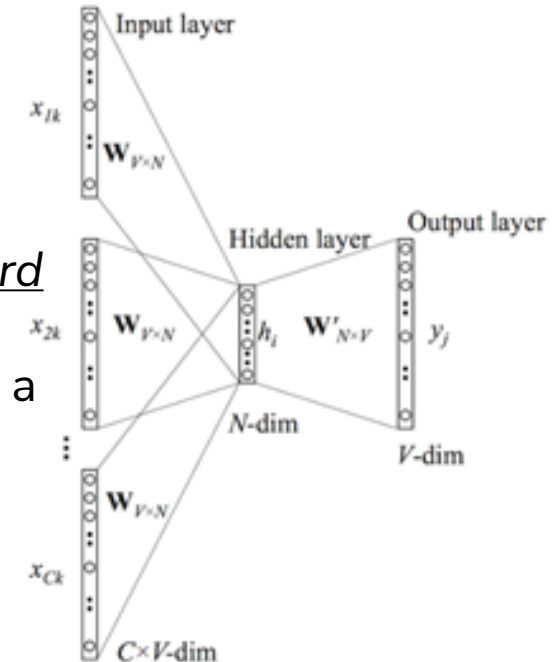 Input layer
x1k
WV×N
Output layer
Hidden layer
rd
x2k
WV×N
hi
W'N×V
yj
a
N-dim
V-dim
WV×N
xCk
C×V-dim